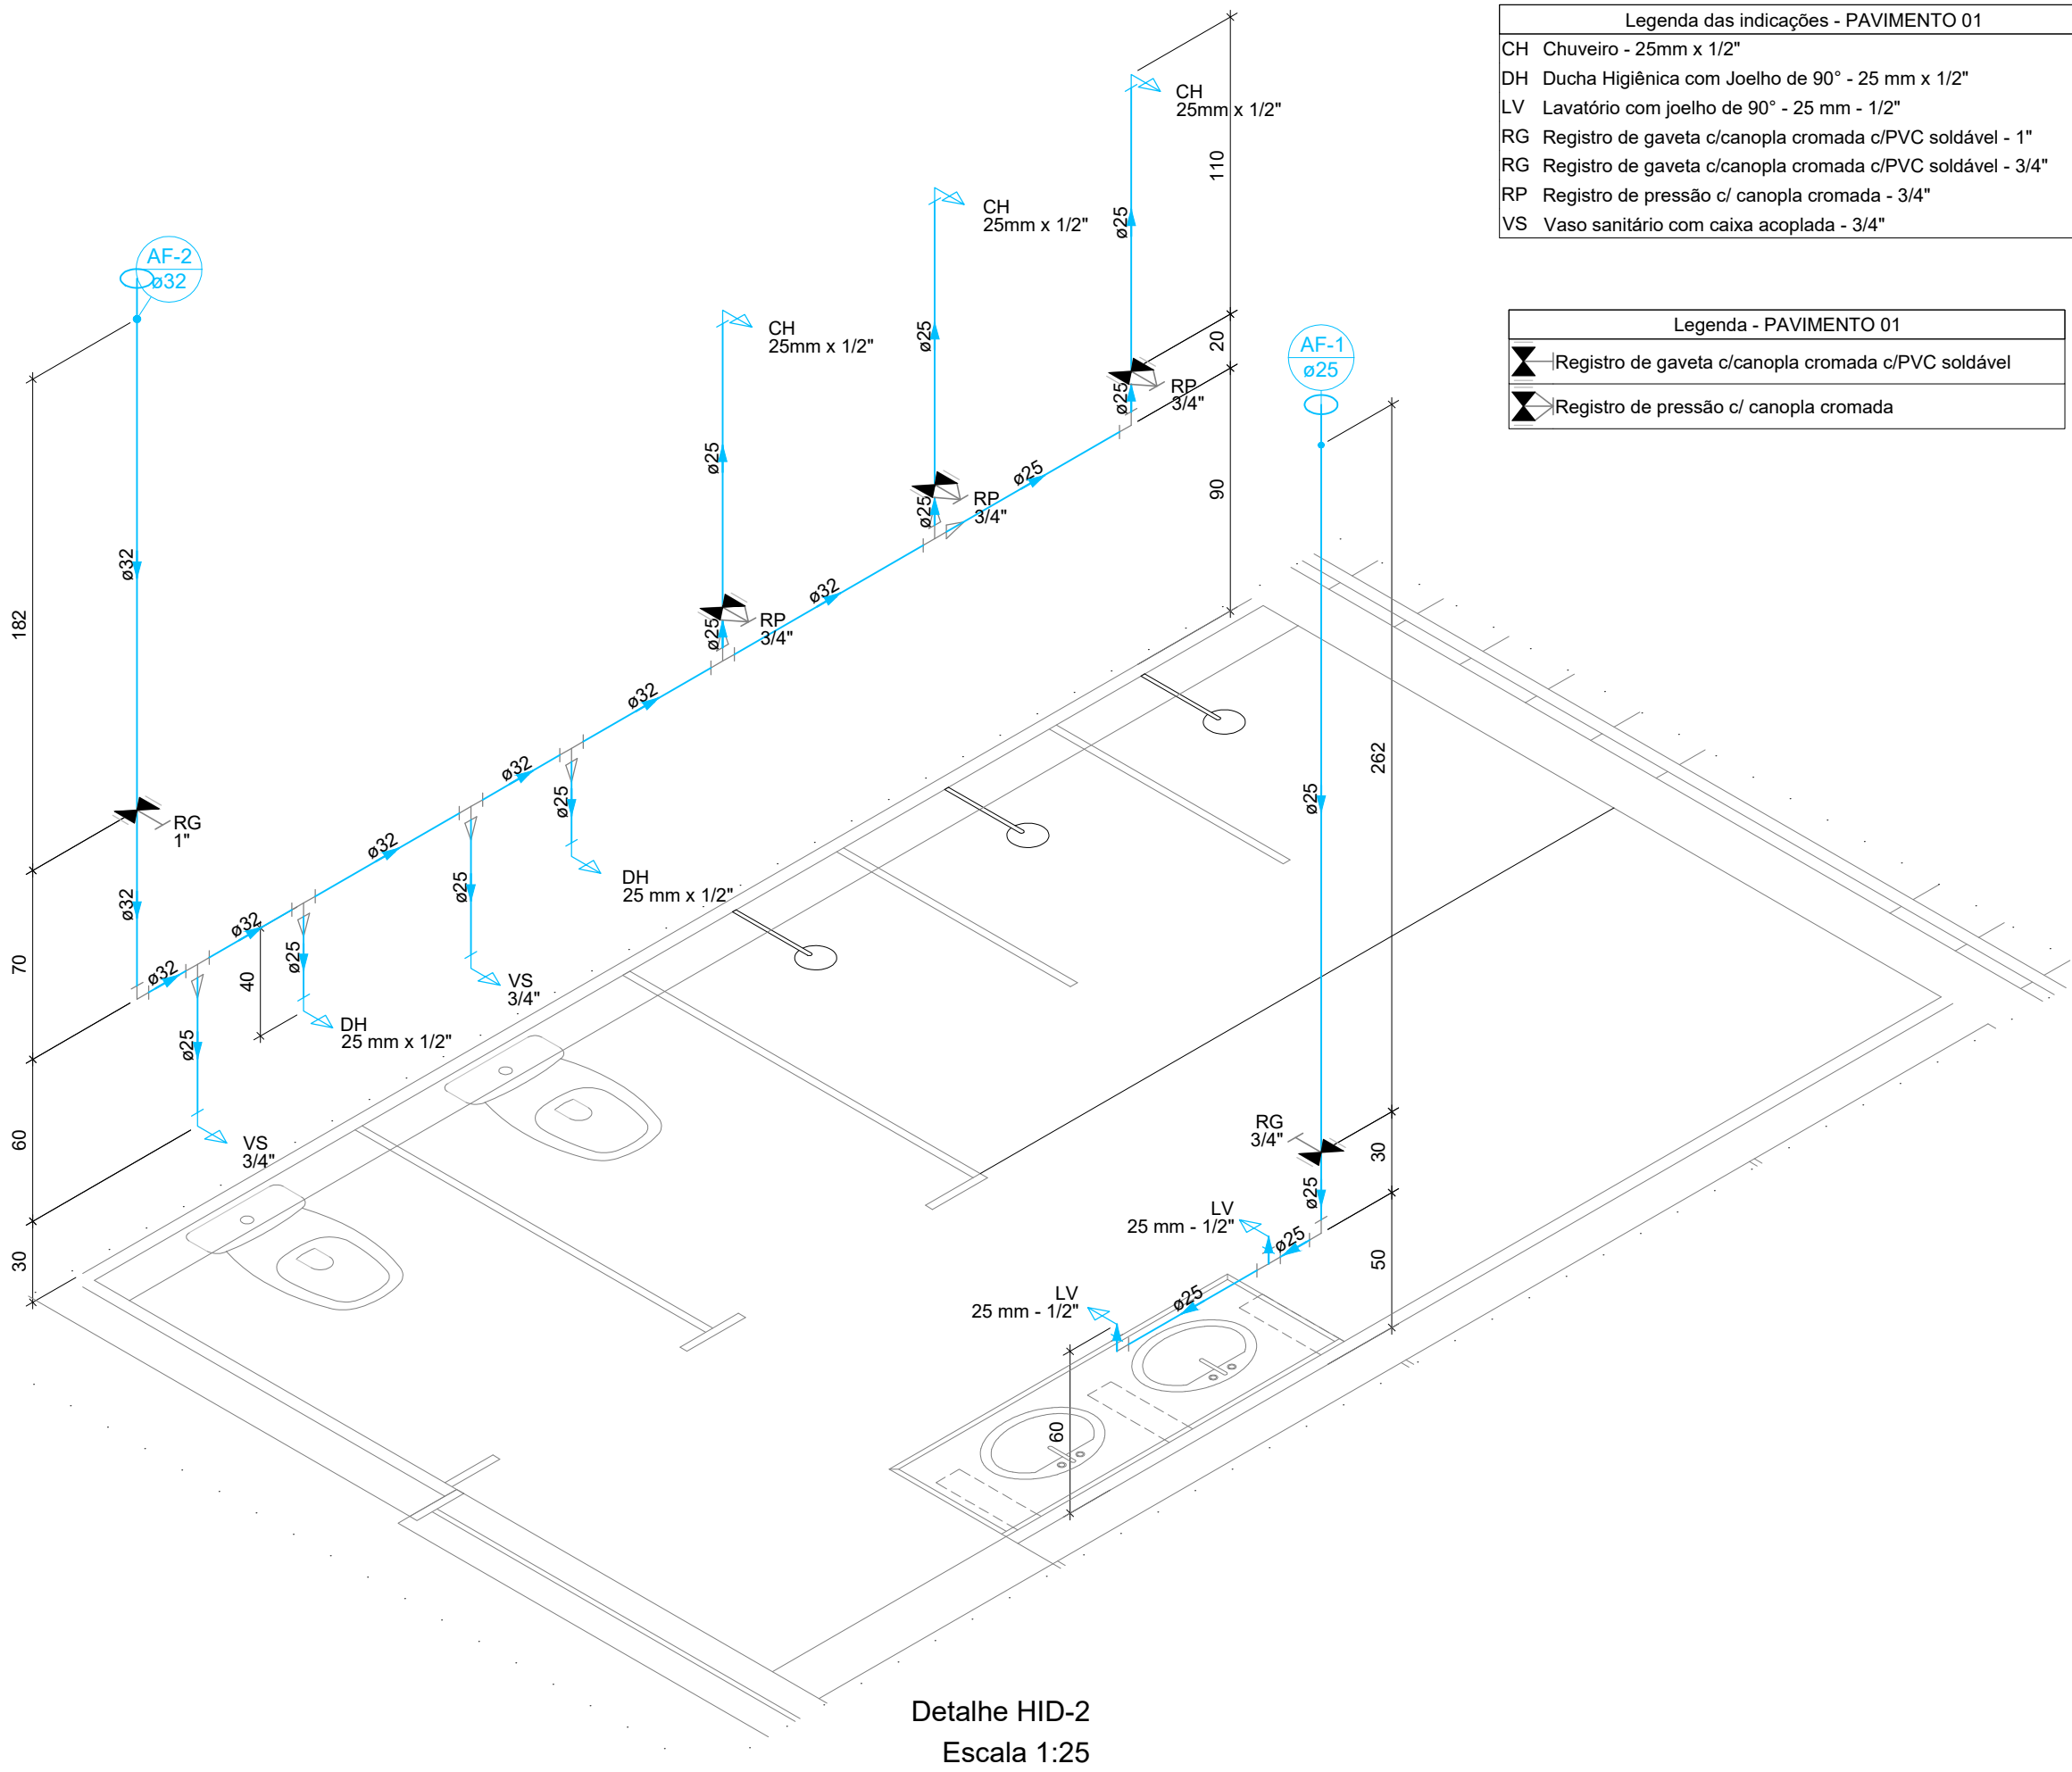 Legenda das indicações - PAVIMENTO 01
CH Chuveiro - 25mm x 1/2"
DH Ducha Higiênica com Joelho de 90° - 25 mm x 1/2"
LV Lavatório com joelho de 90° - 25 mm - 1/2"
RG Registro de gaveta c/canopla cromada c/PVC soldável - 1"
RG Registro de gaveta c/canopla cromada c/PVC soldável - 3/4"
RP Registro de pressão c/ canopla cromada - 3/4"
VS Vaso sanitário com caixa acoplada - 3/4"
Legenda - PAVIMENTO 01
Registro de gaveta c/canopla cromada c/PVC soldável
Registro de pressão c/ canopla cromada
CH
25mm x 1/2"
110
ø25
CH
25mm x 1/2"
ø25
AF-2
ø32
CH
25mm x 1/2"
ø25
20
AF-1
ø25
RP
3/4"
ø25
90
ø25
RP
3/4"
ø25
ø25
ø32
182
ø32
RP
3/4"
ø25
ø32
ø32
262
ø25
RG
1"
ø32
ø25
DH
25 mm x 1/2"
ø32
ø25
VS
3/4"
ø32
70
ø32
40
ø25
DH
25 mm x 1/2"
ø25
60
VS
3/4"
30
RG
3/4"
30
ø25
LV
25 mm - 1/2"
ø25
50
LV
25 mm - 1/2"
ø25
60
Detalhe HID-2
Escala 1:25